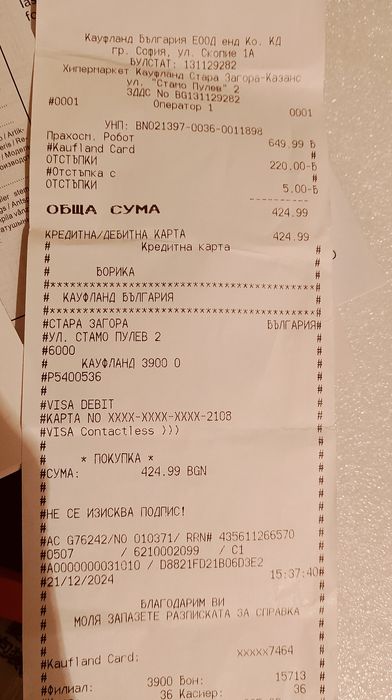 Кауфланд България ЕООД енд Ко. КД
гр. София, ул. Скопие 1А
БУЛСТАТ: 131129282
Хипермаркет Кауфланд Стара Загора-Казанс
ул. "Стамо Пулев" 2
ЗДДС No BG131129282
#0001 Оператор 1 0001
УНП: BN021397-0036-0011898
Прахосм. Робот 649.99 Б
#Kaufland Card #
ОТСТЪПКИ 220.00-Б
#Отстъпка с #
ОТСТЪПКИ 5.00-Б
ОБЩА СУМА 424.99
КРЕДИТНА/ДЕБИТНА КАРТА 424.99
# Кредитна карта #
# #
# БОРИКА #
#***************************************#
# КАУФЛАНД БЪЛГАРИЯ #
#***************************************#
#СТАРА ЗАГОРА БЪЛГАРИЯ#
#УЛ. СТАМО ПУЛЕВ 2 #
#6000 #
# КАУФЛАНД 3900 0 #
#P5400536 #
# #
#VISA DEBIT #
#КАРТА NO XXXX-XXXX-XXXX-2108 #
#VISA Contactless ))) #
# #
# * ПОКУПКА * #
#СУМА: 424.99 BGN #
# #
#НЕ СЕ ИЗИСКВА ПОДПИС! #
# #
#AC G76242/NO 010371/ RRN# 435611266570
#0507 / 6210002099 / C1 #
#A0000000031010 / D8821FD21B06D3E2 #
#21/12/2024 15:37:40#
# #
# БЛАГОДАРИМ ВИ #
# МОЛЯ ЗАПАЗЕТЕ РАЗПИСКАТА ЗА СПРАВКА #
#Kaufland Card: xxxxx7464 #
#Филиал: 3900 Бон: 15713 #
36 Касиер: 36 #